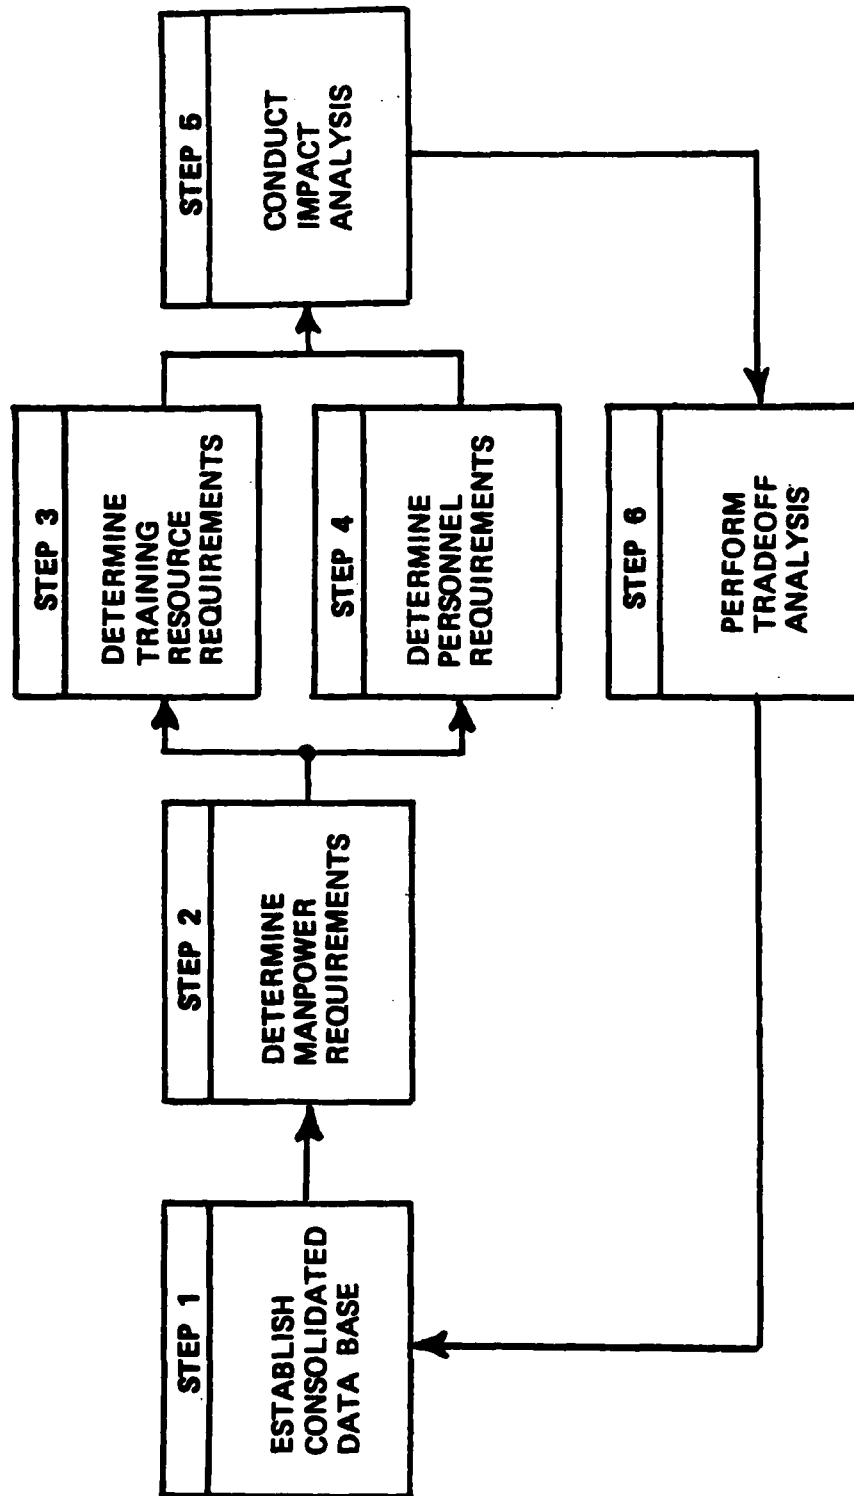 STEP 1
ESTABLISH
CONSOLIDATED
DATA BASE
STEP 2
DETERMINE
MANPOWER
REQUIREMENTS
STEP 3
DETERMINE
TRAINING
RESOURCE
REQUIREMENTS
STEP 4
DETERMINE
PERSONNEL
REQUIREMENTS
STEP 5
CONDUCT
IMPACT
ANALYSIS
STEP 6
PERFORM
TRADEOFF
ANALYSIS